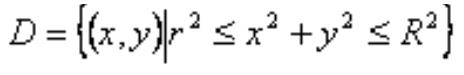 D = {(x, y)|r² ≤ x² + y² ≤ R²}